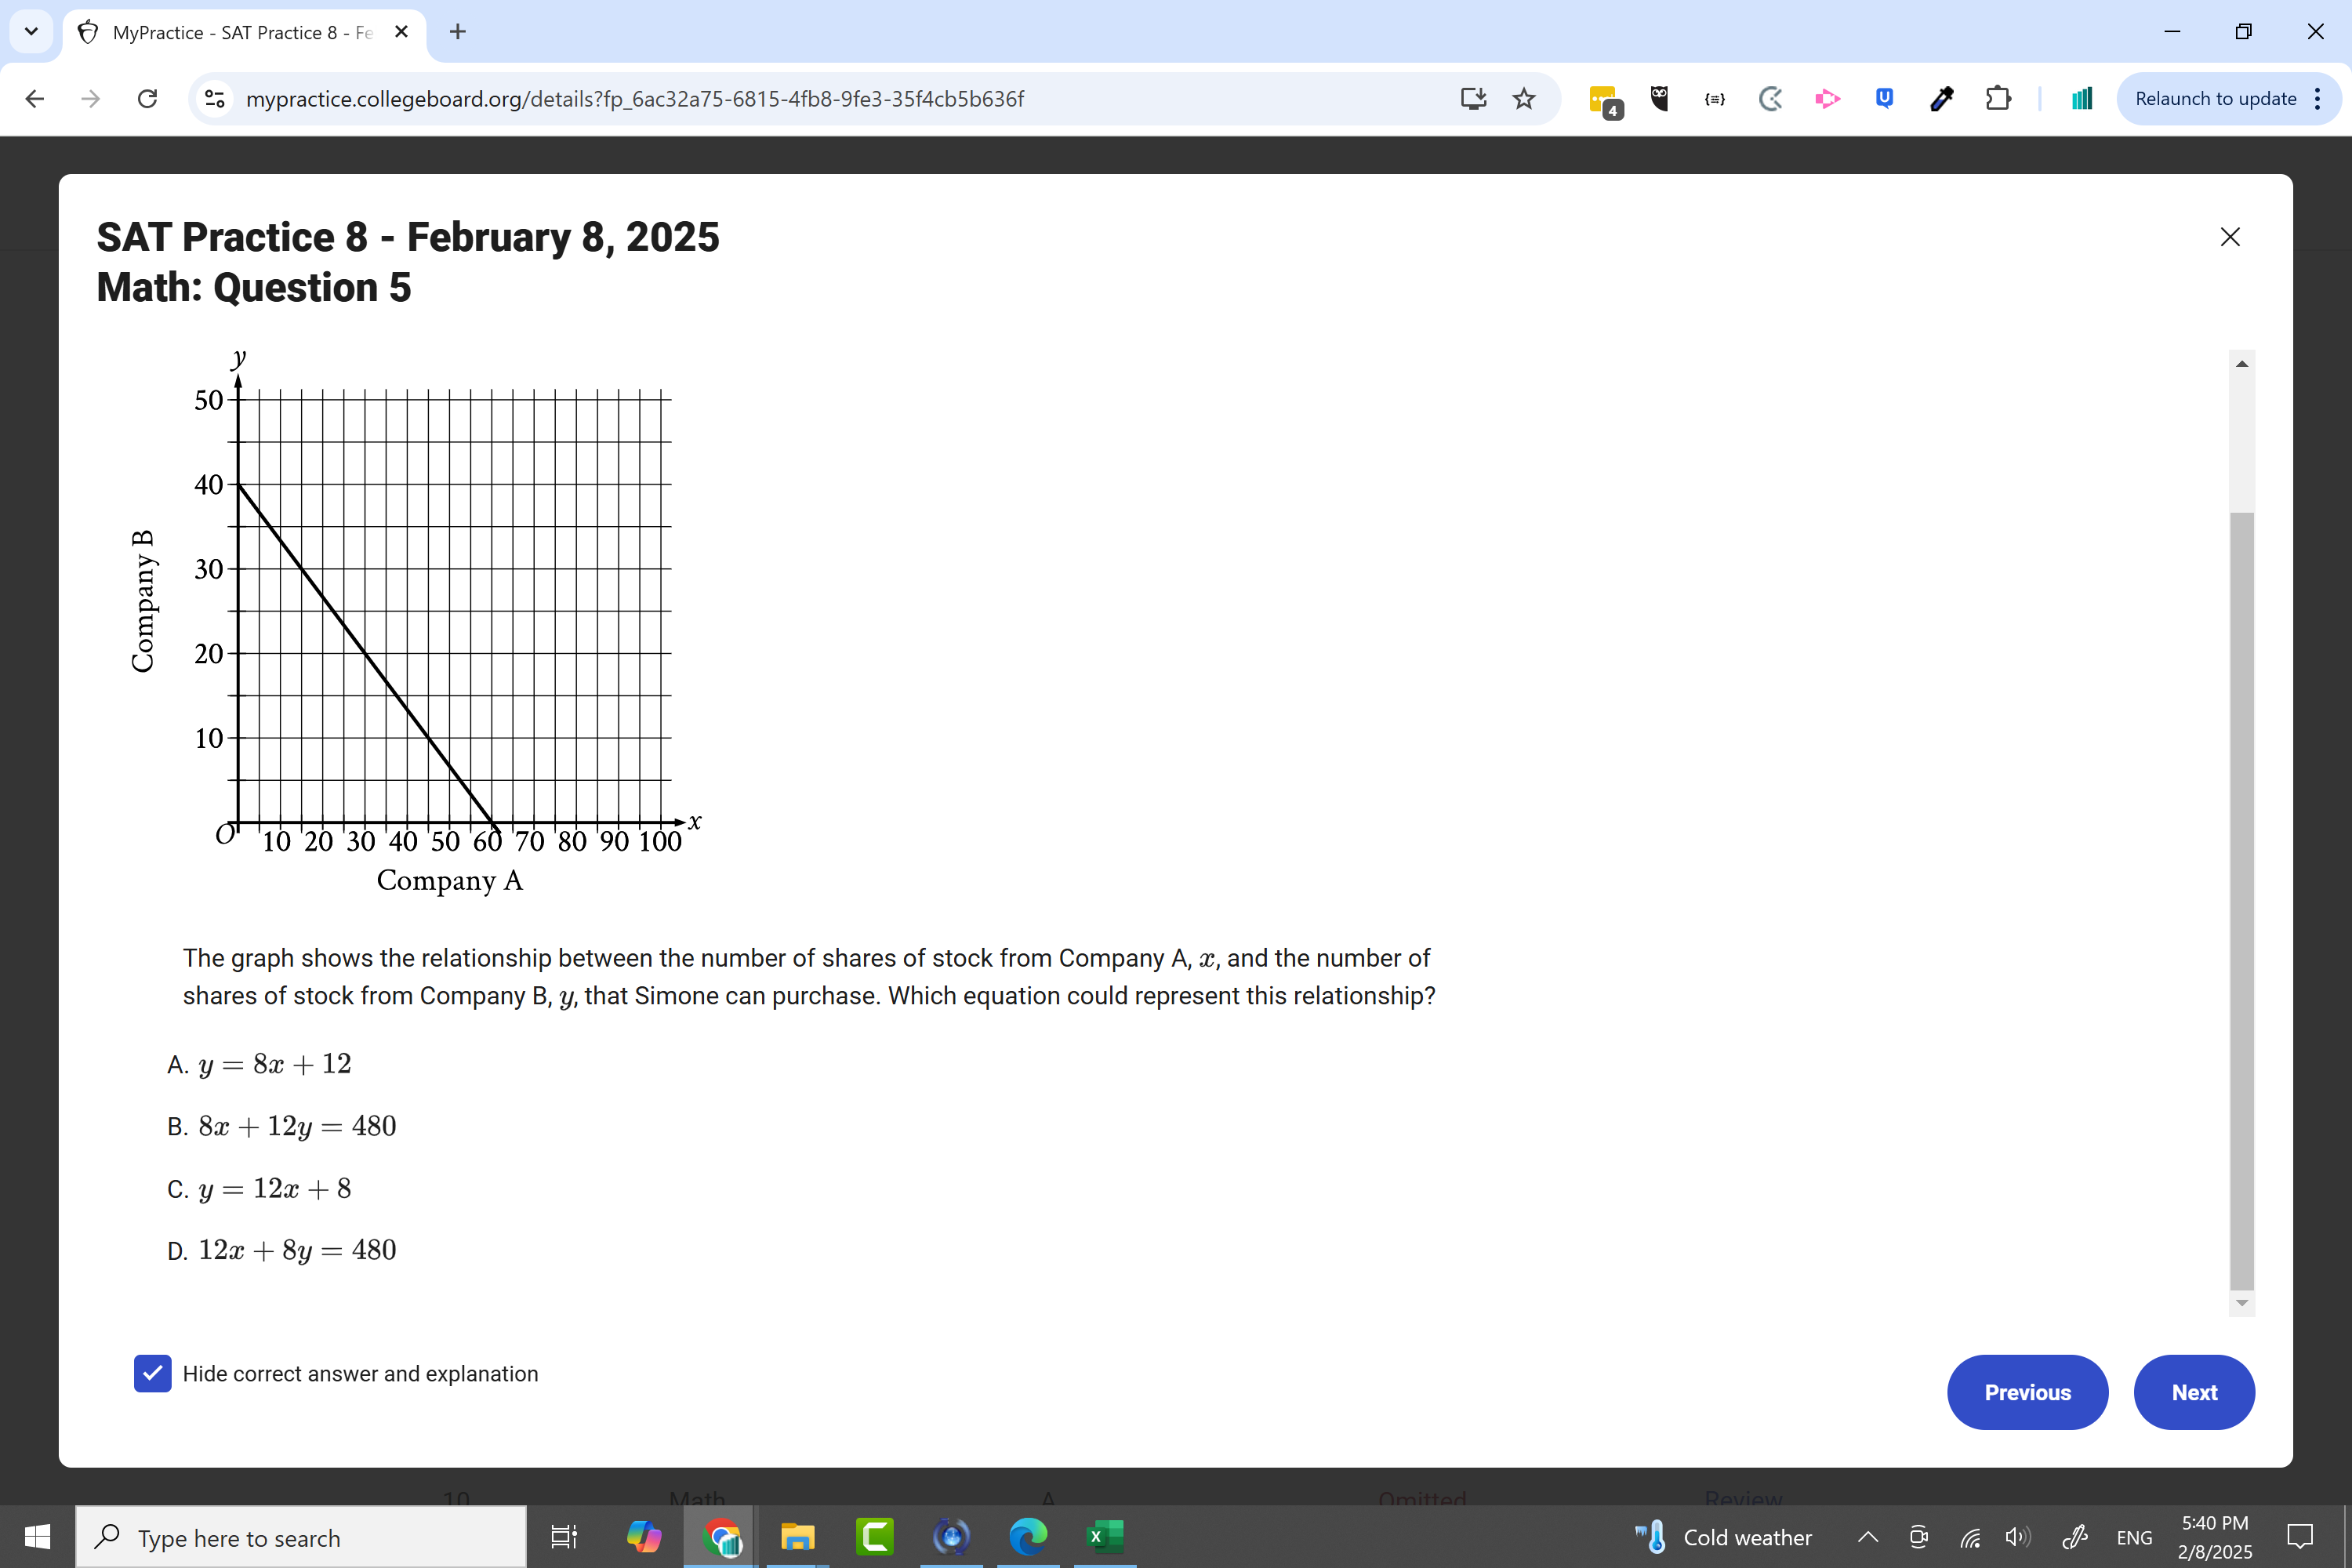 MyPractice - SAT Practice 8 - Fe
mypractice.collegeboard.org/details?fp_6ac32a75-6815-4fb8-9fe3-35f4cb5b636f
4
Relaunch to update
SAT Practice 8 - February 8, 2025
Math: Question 5
y
50
40
30
20
10
Company B
O
10 20 30 40 50 60 70 80 90 100
x
Company A
The graph shows the relationship between the number of shares of stock from Company A, x, and the number of
shares of stock from Company B, y, that Simone can purchase. Which equation could represent this relationship?
A. y = 8x + 12
B. 8x + 12y = 480
C. y = 12x + 8
D. 12x + 8y = 480
Hide correct answer and explanation
Previous
Next
10 Math A Omitted Review
Type here to search
Cold weather
ENG
5:40 PM
2/8/2025